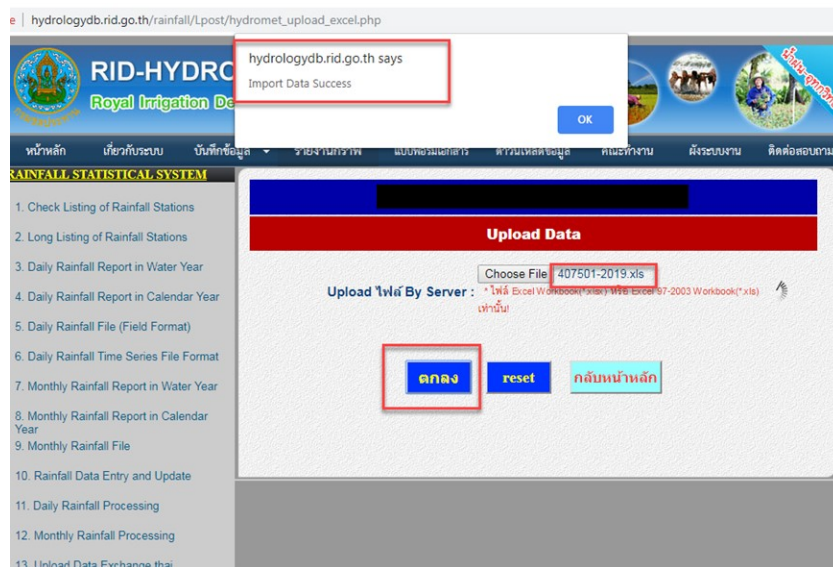 hydrologydb.rid.go.th/rainfall/Lpost/hydromet_upload_excel.php
hydrologydb.rid.go.th says
Import Data Success
OK
RID-HYDRO
Royal Irrigation De
หน้าหลัก เกี่ยวกับระบบ บันทึกข้อมูล รายงานกราฟ แบบฟอร์มเอกสาร ดาวน์โหลดข้อมูล คณะทำงาน ผังระบบงาน ติดต่อสอบถาม
RAINFALL STATISTICAL SYSTEM
1. Check Listing of Rainfall Stations
2. Long Listing of Rainfall Stations
3. Daily Rainfall Report in Water Year
4. Daily Rainfall Report in Calendar Year
5. Daily Rainfall File (Field Format)
6. Daily Rainfall Time Series File Format
7. Monthly Rainfall Report in Water Year
8. Monthly Rainfall Report in Calendar
Year
9. Monthly Rainfall File
10. Rainfall Data Entry and Update
11. Daily Rainfall Processing
12. Monthly Rainfall Processing
13. Upload Data Exchange thai
Upload Data
Upload ไฟล์ By Server :
Choose File 407501-2019.xls
* ไฟล์ Excel Workbook(*.xlsx) หรือ Excel 97-2003 Workbook(*.xls)
เท่านั้น!
ตกลง reset กลับหน้าหลัก